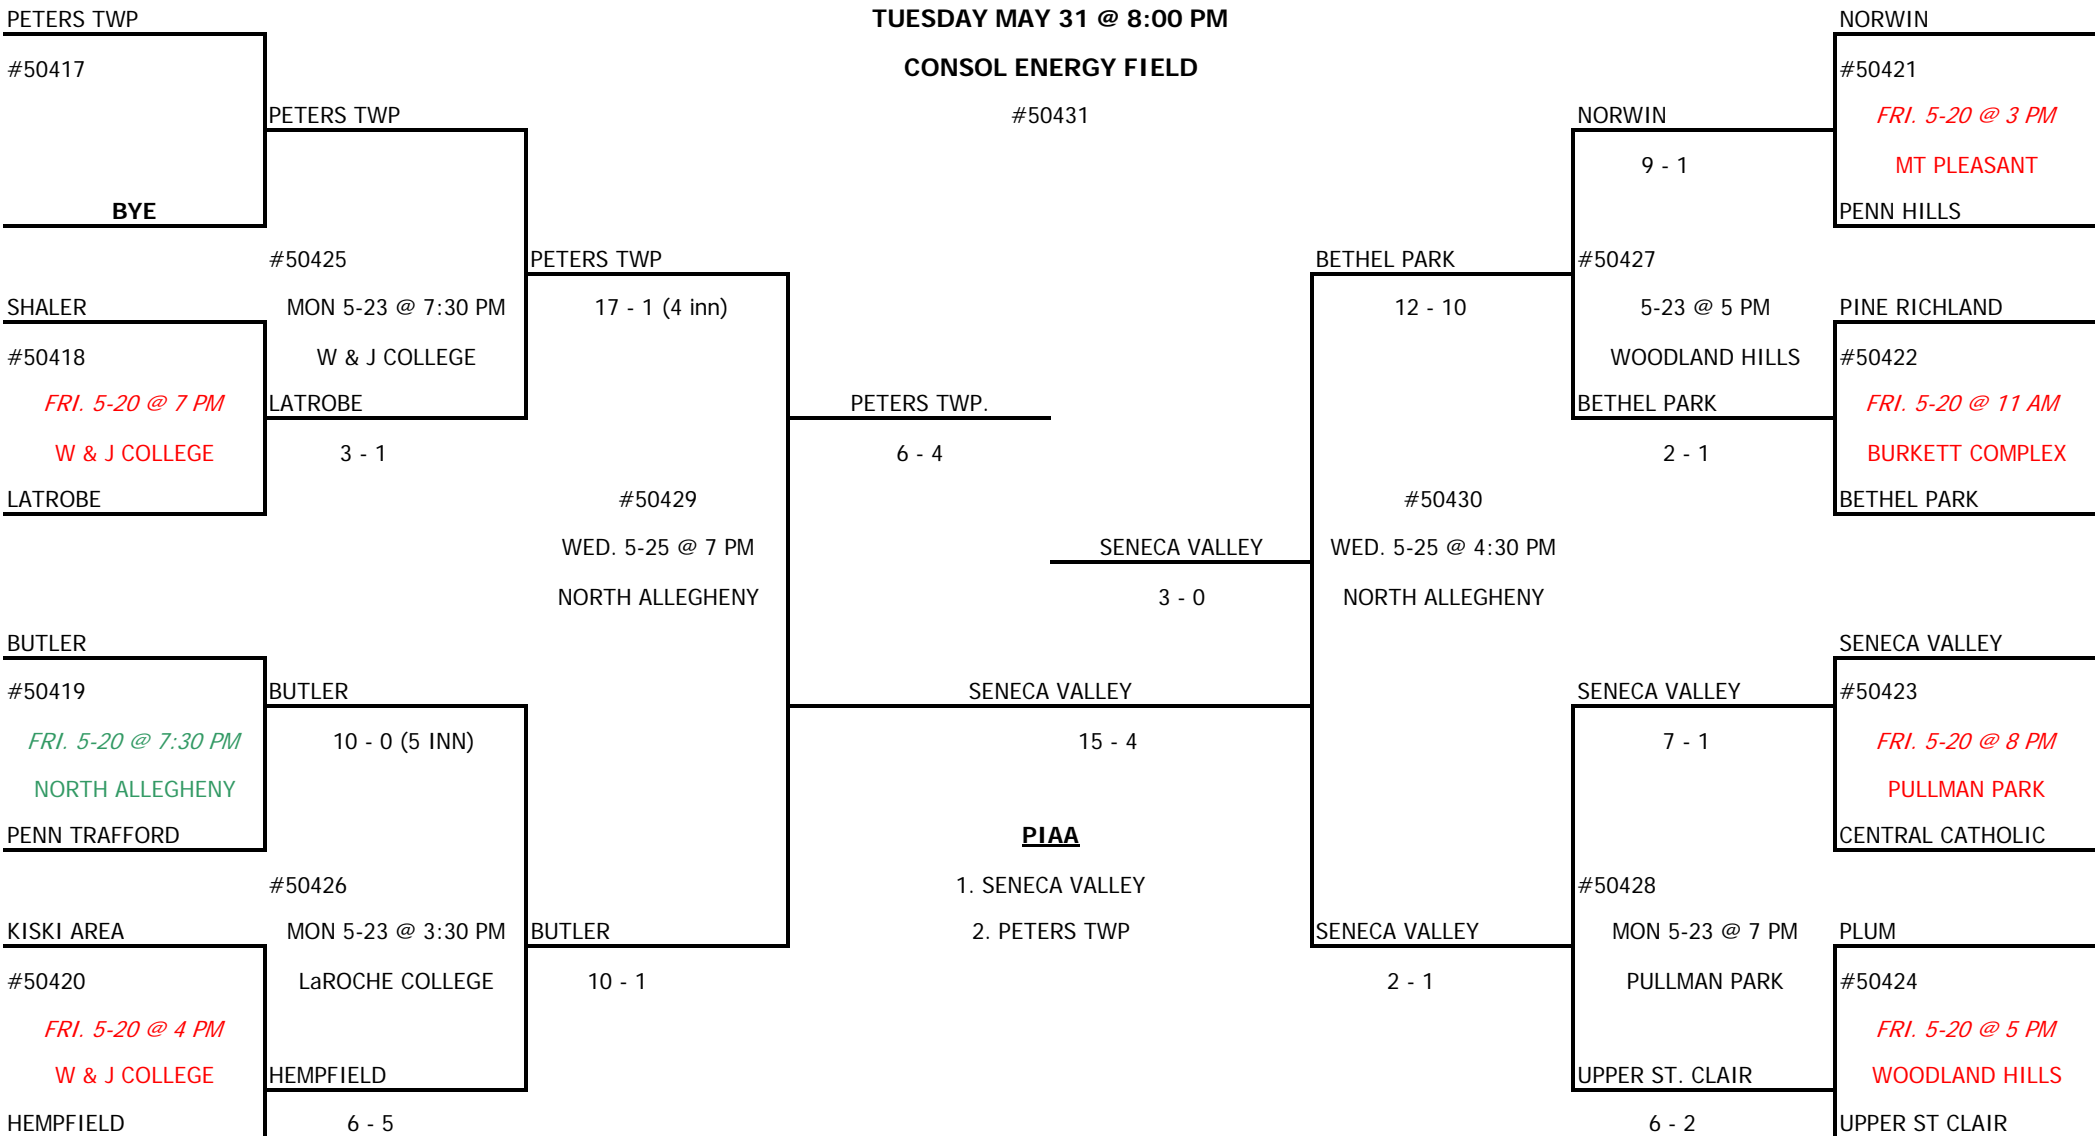 PETERS TWP
TUESDAY MAY 31 @ 8:00 PM
NORWIN
#50417
CONSOL ENERGY FIELD
#50421
PETERS TWP
#50431
NORWIN
FRI. 5-20 @ 3 PM
9 - 1
MT PLEASANT
BYE
PENN HILLS
#50425
PETERS TWP
BETHEL PARK
#50427
SHALER
MON 5-23 @ 7:30 PM
17 - 1 (4 inn)
12 - 10
5-23 @ 5 PM
PINE RICHLAND
#50418
W & J COLLEGE
WOODLAND HILLS
#50422
FRI. 5-20 @ 7 PM
LATROBE
PETERS TWP.
BETHEL PARK
FRI. 5-20 @ 11 AM
W & J COLLEGE
3 - 1
6 - 4
2 - 1
BURKETT COMPLEX
LATROBE
#50429
#50430
BETHEL PARK
WED. 5-25 @ 7 PM
SENECA VALLEY
WED. 5-25 @ 4:30 PM
NORTH ALLEGHENY
3 - 0
NORTH ALLEGHENY
BUTLER
SENECA VALLEY
#50419
BUTLER
SENECA VALLEY
SENECA VALLEY
#50423
FRI. 5-20 @ 7:30 PM
10 - 0 (5 INN)
15 - 4
7 - 1
FRI. 5-20 @ 8 PM
NORTH ALLEGHENY
PULLMAN PARK
PENN TRAFFORD
PIAA
CENTRAL CATHOLIC
#50426
1. SENECA VALLEY
#50428
KISKI AREA
MON 5-23 @ 3:30 PM
BUTLER
2. PETERS TWP
SENECA VALLEY
MON 5-23 @ 7 PM
PLUM
#50420
LaROCHE COLLEGE
10 - 1
2 - 1
PULLMAN PARK
#50424
FRI. 5-20 @ 4 PM
FRI. 5-20 @ 5 PM
W & J COLLEGE
HEMPFIELD
UPPER ST. CLAIR
WOODLAND HILLS
HEMPFIELD
6 - 5
6 - 2
UPPER ST CLAIR